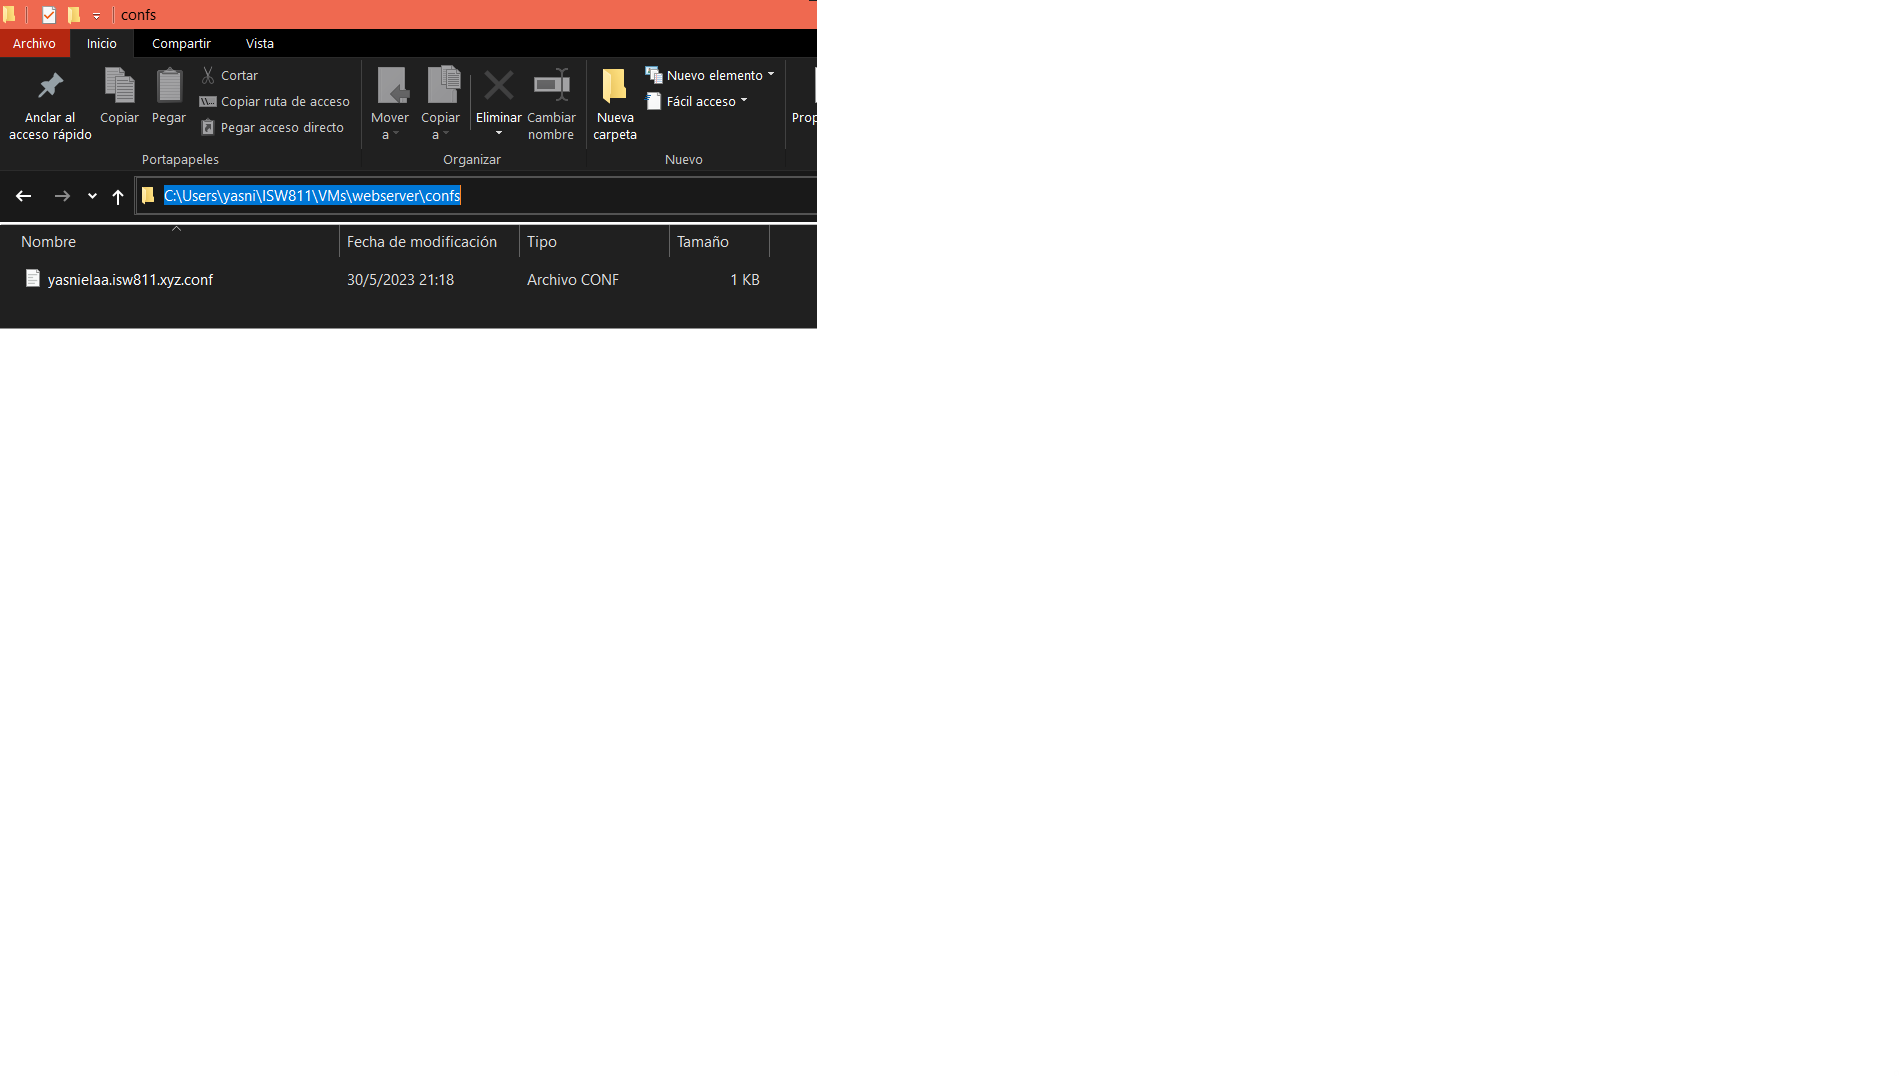 confs
Archivo Inicio Compartir Vista
Anclar al
acceso rápido
Copiar
Pegar
Cortar
Copiar ruta de acceso
Pegar acceso directo
Portapapeles
Mover
a
Copiar
a
Eliminar
Cambiar
nombre
Organizar
Nueva
carpeta
Nuevo elemento
Fácil acceso
Nuevo
Prop
C:\Users\yasni\ISW811\VMs\webserver\confs
Nombre Fecha de modificación Tipo Tamaño
yasnielaa.isw811.xyz.conf 30/5/2023 21:18 Archivo CONF 1 KB